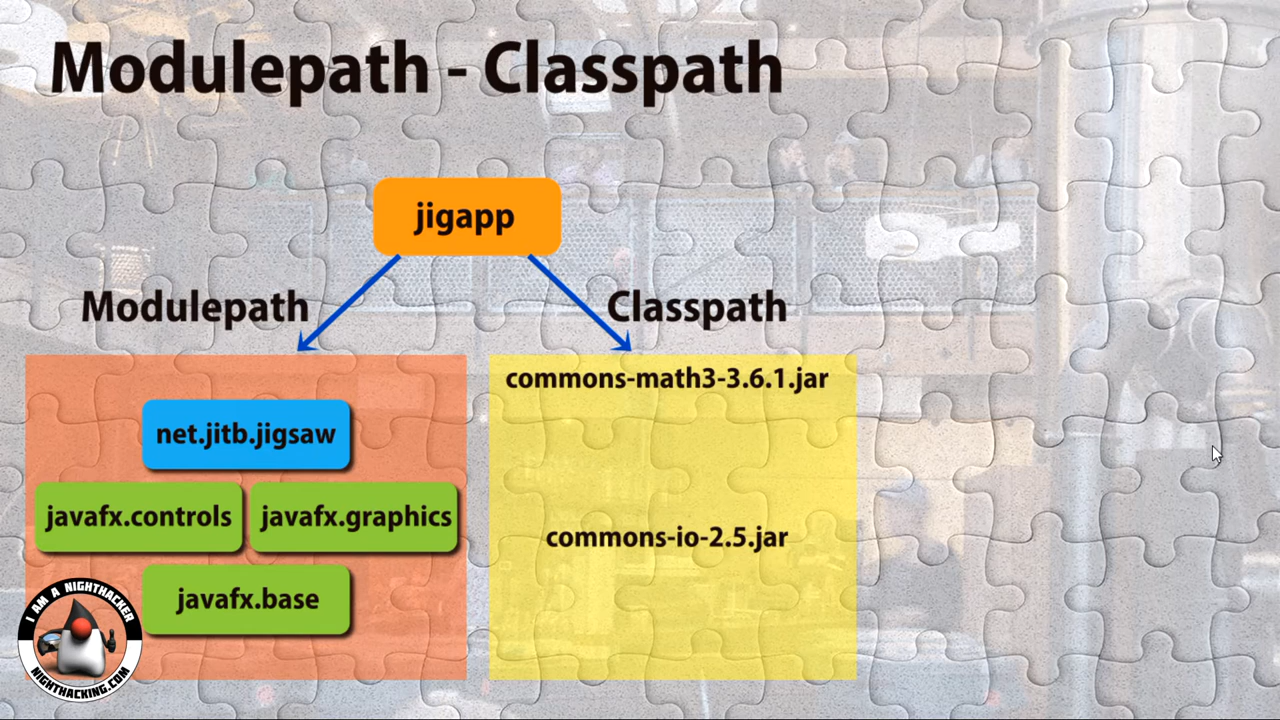 Modulepath - Classpath
jigapp
Modulepath
Classpath
net.jitb.jigsaw
javafx.controls
javafx.graphics
javafx.base
commons-math3-3.6.1.jar
commons-io-2.5.jar
I AM A NIGHTHACKER
NIGHTHACKING.COM